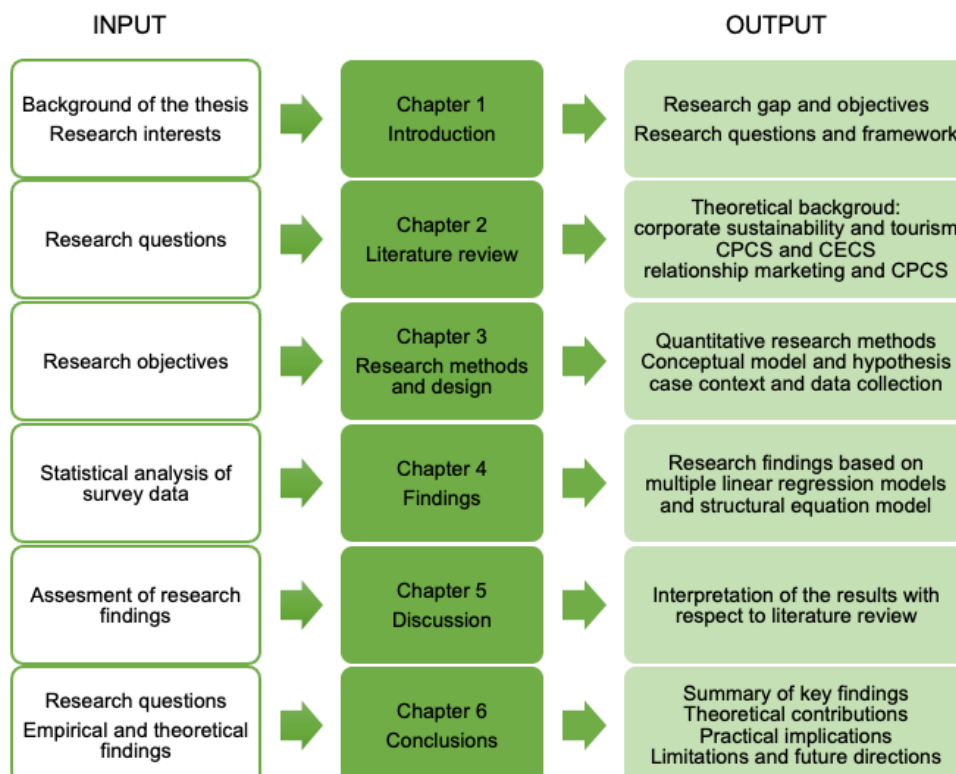 INPUT
OUTPUT
Background of the thesis
Research interests
Chapter 1
Introduction
Research gap and objectives
Research questions and framework
Research questions
Chapter 2
Literature review
Theoretical backgroud:
corporate sustainability and tourism
CPCS and CECS
relationship marketing and CPCS
Research objectives
Chapter 3
Research methods
and design
Quantitative research methods
Conceptual model and hypothesis
case context and data collection
Statistical analysis of
survey data
Chapter 4
Findings
Research findings based on
multiple linear regression models
and structural equation model
Assesment of research
findings
Chapter 5
Discussion
Interpretation of the results with
respect to literature review
Research questions
Empirical and theoretical
findings
Chapter 6
Conclusions
Summary of key findings
Theoretical contributions
Practical implications
Limitations and future directions